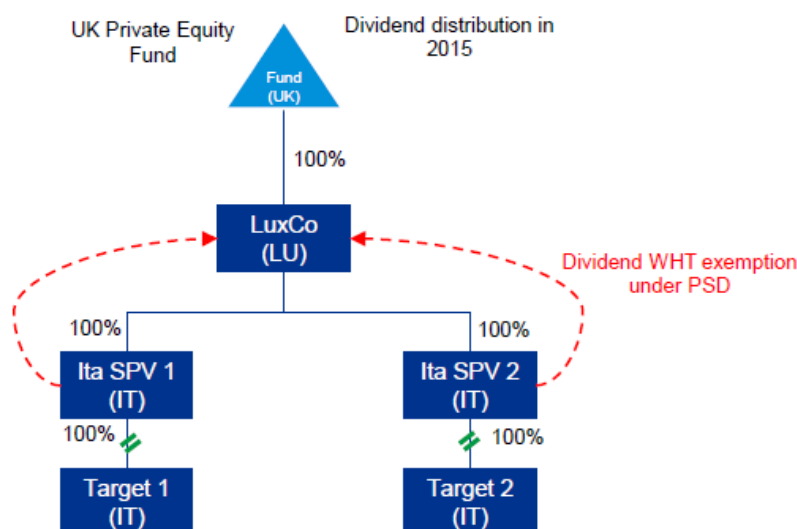 UK Private Equity
Fund
Dividend distribution in
2015
Fund
(UK)
100%
LuxCo
(LU)
Dividend WHT exemption
under PSD
100%
100%
Ita SPV 1
(IT)
Ita SPV 2
(IT)
100%
100%
Target 1
(IT)
Target 2
(IT)